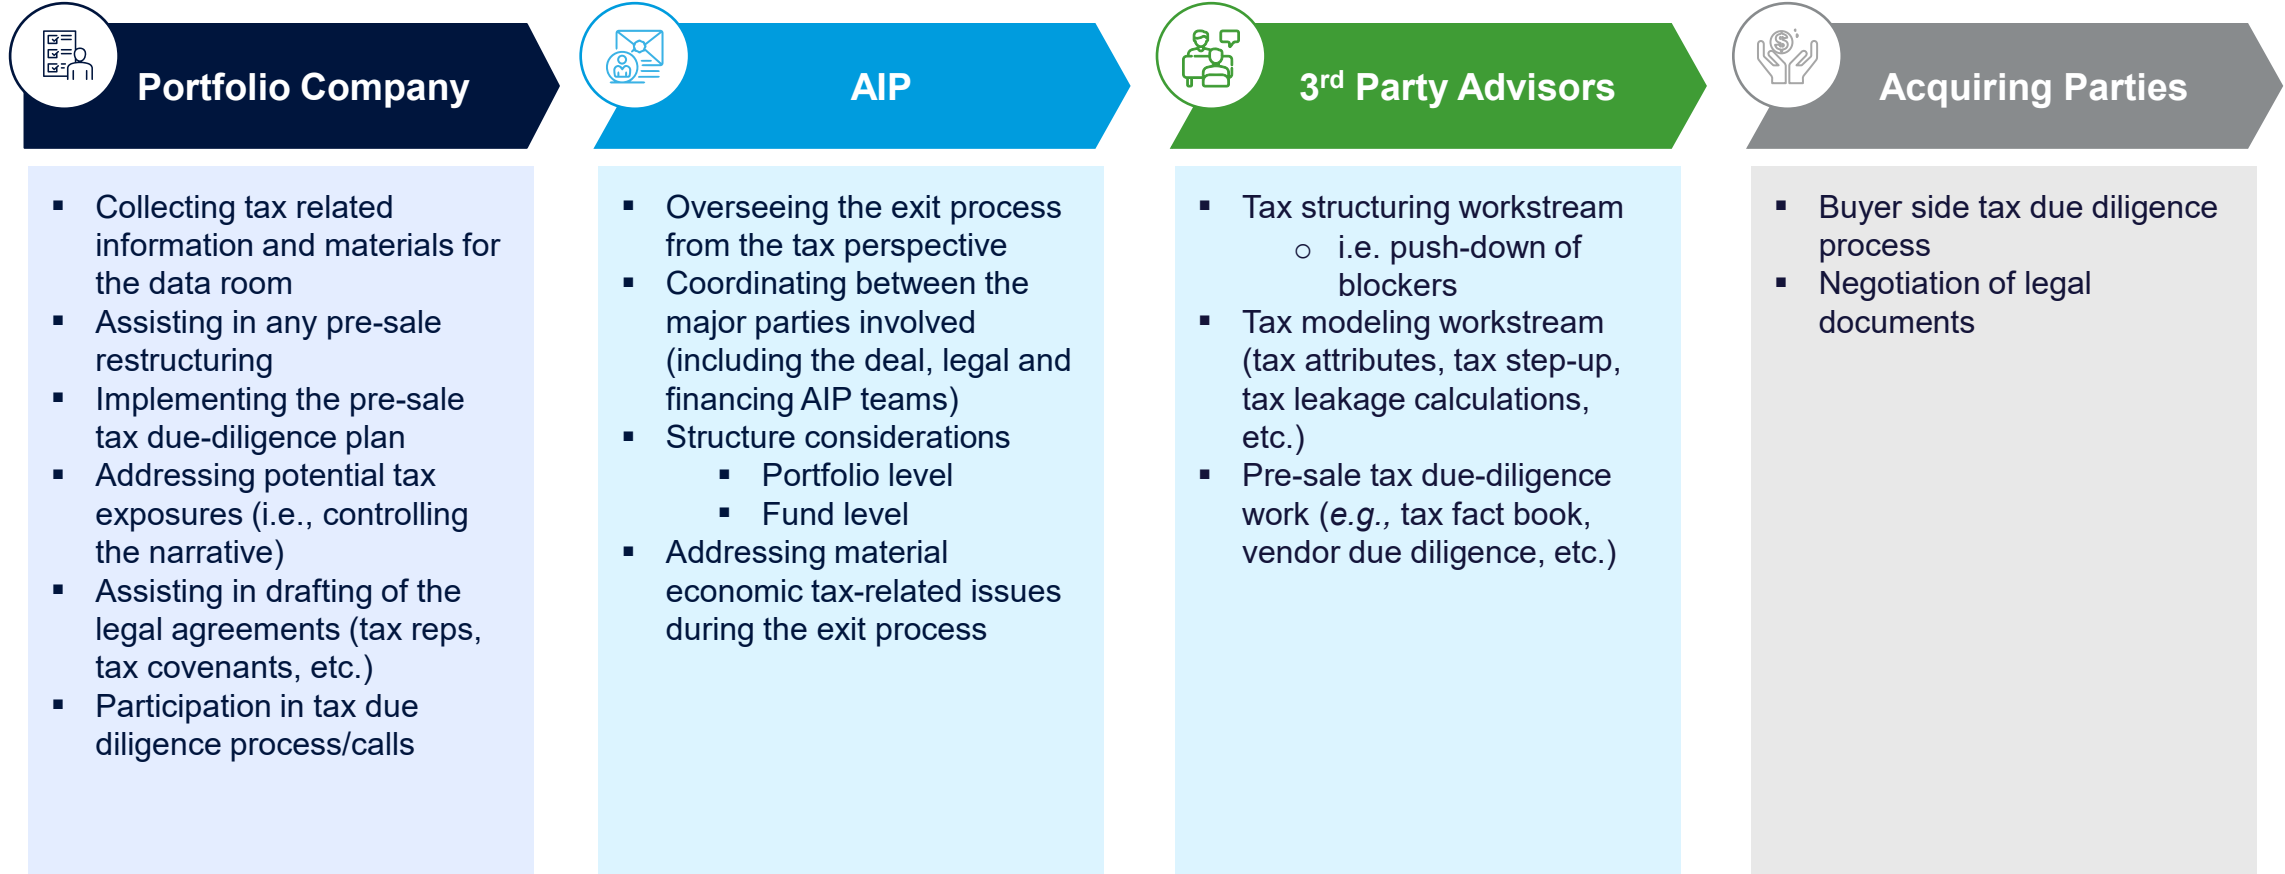 Portfolio Company
Collecting tax related
information and materials for
the data room
Assisting in any pre-sale
restructuring
Implementing the pre-sale
tax due-diligence plan
Addressing potential tax
exposures (i.e., controlling
the narrative)
Assisting in drafting of the
legal agreements (tax reps,
tax covenants, etc.)
Participation in tax due
diligence process/calls
AIP
Overseeing the exit process
from the tax perspective
Coordinating between the
major parties involved
(including the deal, legal and
financing AIP teams)
Structure considerations
Portfolio level
Fund level
Addressing material
economic tax-related issues
during the exit process
3rd Party Advisors
Tax structuring workstream
i.e. push-down of
blockers
Tax modeling workstream
(tax attributes, tax step-up,
tax leakage calculations,
etc.)
Pre-sale tax due-diligence
work (e.g., tax fact book,
vendor due diligence, etc.)
$
Acquiring Parties
Buyer side tax due diligence
process
Negotiation of legal
documents